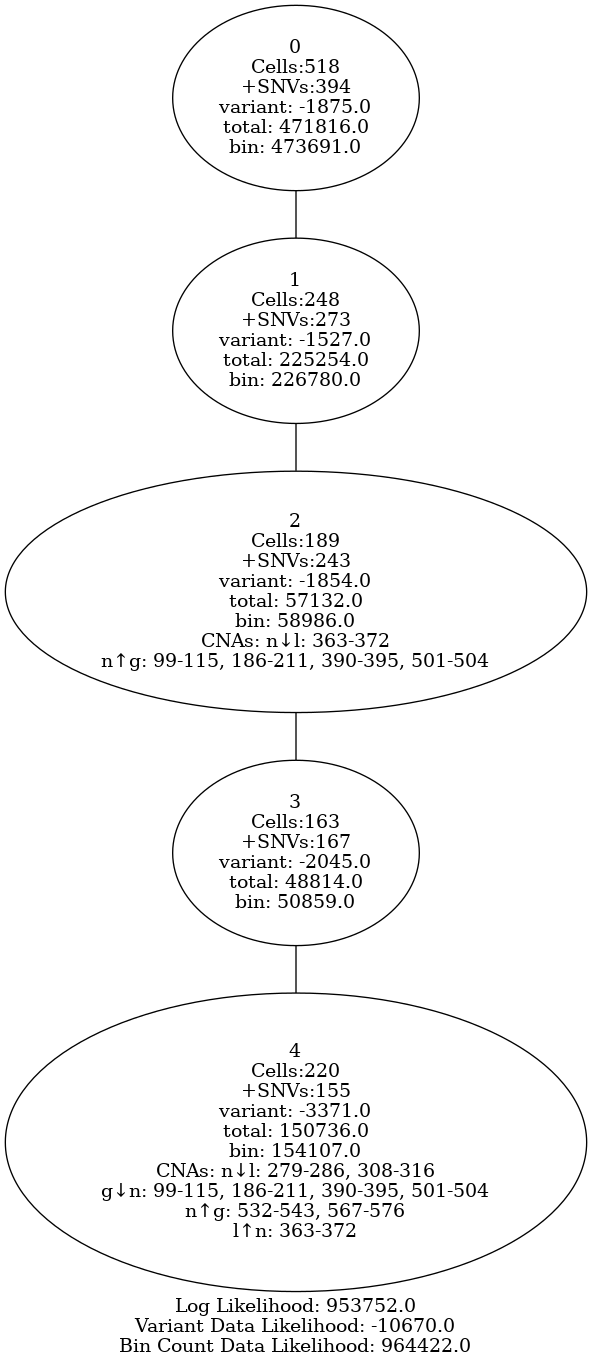 0
Cells:518
+SNVs:394
variant: -1875.0
total: 471816.0
bin: 473691.0
1
Cells:248
+SNVs:273
variant: -1527.0
total: 225254.0
bin: 226780.0
2
Cells:189
+SNVs:243
variant: -1854.0
total: 57132.0
bin: 58986.0
CNAs: n↓l: 363-372
n↑g: 99-115, 186-211, 390-395, 501-504
3
Cells:163
+SNVs:167
variant: -2045.0
total: 48814.0
bin: 50859.0
4
Cells:220
+SNVs:155
variant: -3371.0
total: 150736.0
bin: 154107.0
CNAs: n↓l: 279-286, 308-316
g↓n: 99-115, 186-211, 390-395, 501-504
n↑g: 532-543, 567-576
l↑n: 363-372
Log Likelihood: 953752.0
Variant Data Likelihood: -10670.0
Bin Count Data Likelihood: 964422.0